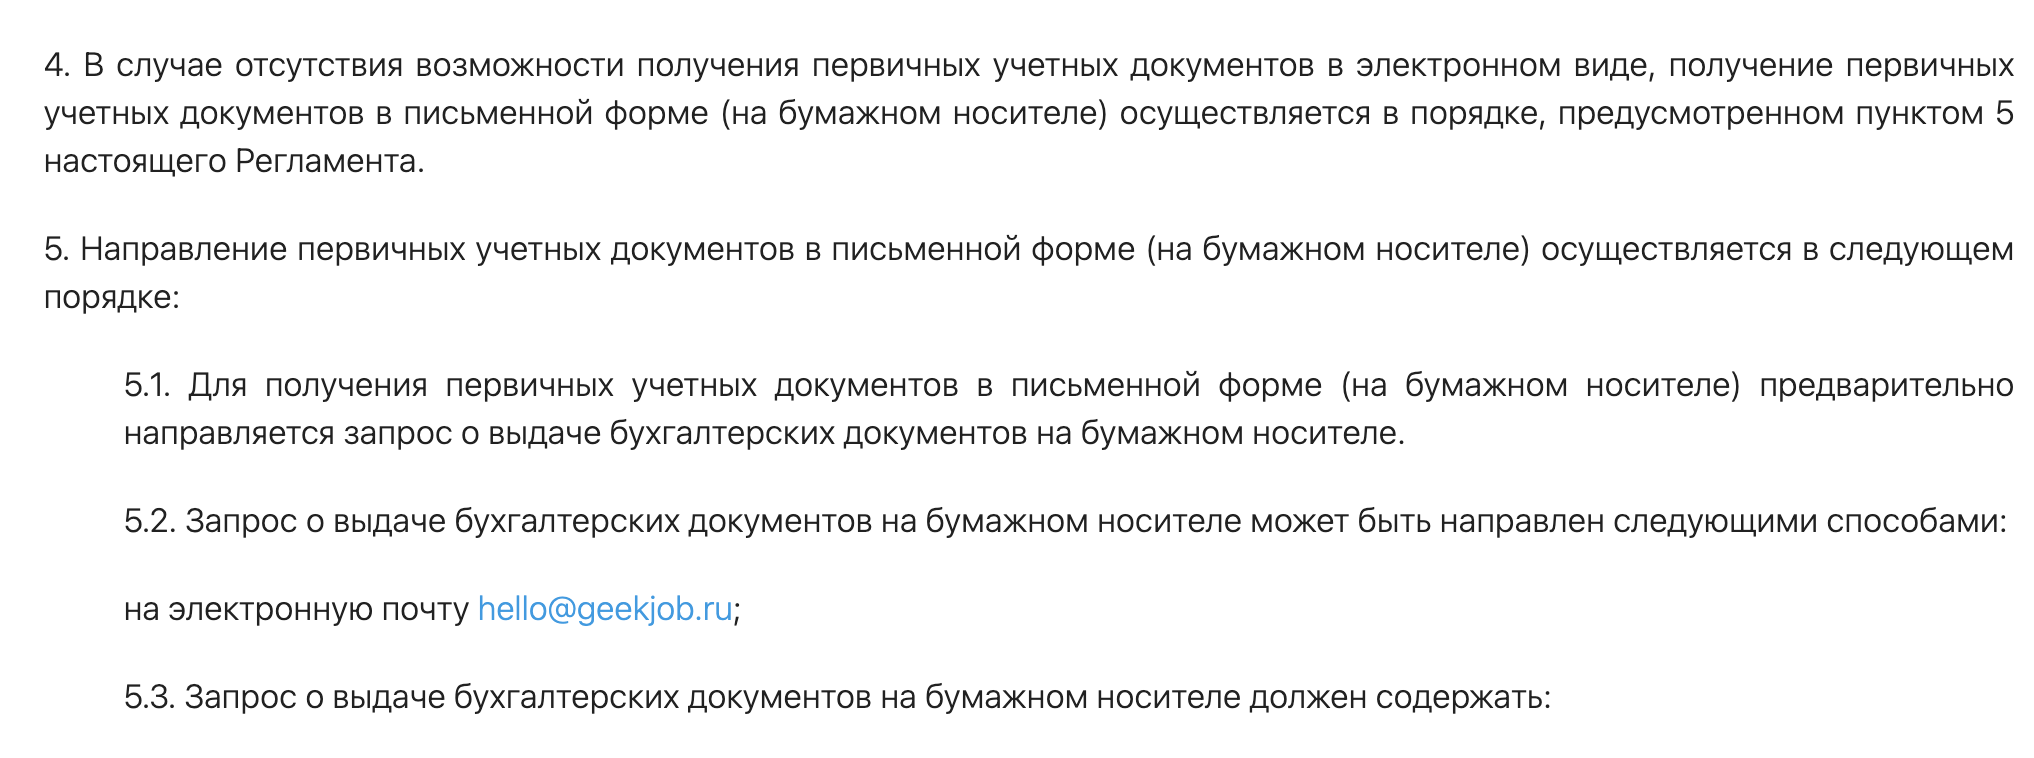 4. В случае отсутствия возможности получения первичных учетных документов в электронном виде, получение первичных
учетных документов в письменной форме (на бумажном носителе) осуществляется в порядке, предусмотренном пунктом 5
настоящего Регламента.
5. Направление первичных учетных документов в письменной форме (на бумажном носителе) осуществляется в следующем
порядке:
5.1. Для получения первичных учетных документов в письменной форме (на бумажном носителе) предварительно
направляется запрос о выдаче бухгалтерских документов на бумажном носителе.
5.2. Запрос о выдаче бухгалтерских документов на бумажном носителе может быть направлен следующими способами:
на электронную почту hello@geekjob.ru;
5.3. Запрос о выдаче бухгалтерских документов на бумажном носителе должен содержать: